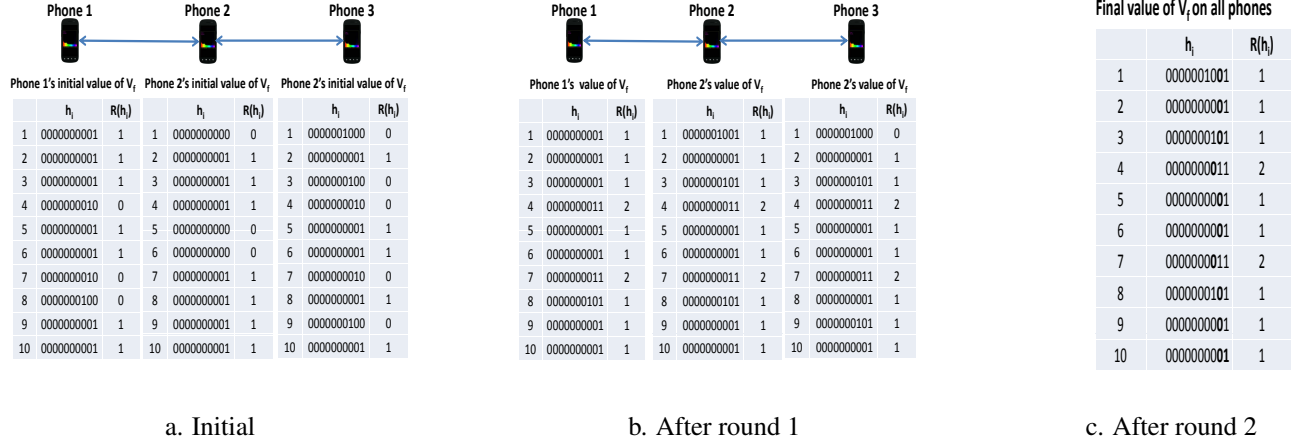 Phone 1 Phone 2 Phone 3
Phone 1's initial value of Vf Phone 2's initial value of Vf Phone 2's initial value of Vf
hi R(hi) hi R(hi) hi R(hi)
1 0000000001 1 1 0000000000 0 1 0000001000 0
2 0000000001 1 2 0000000001 1 2 0000000001 1
3 0000000001 1 3 0000000001 1 3 0000000100 0
4 0000000010 0 4 0000000001 1 4 0000000010 0
5 0000000001 1 5 0000000000 0 5 0000000001 1
6 0000000001 1 6 0000000000 0 6 0000000001 1
7 0000000010 0 7 0000000001 1 7 0000000010 0
8 0000000100 0 8 0000000001 1 8 0000000001 1
9 0000000001 1 9 0000000001 1 9 0000000100 0
10 0000000001 1 10 0000000001 1 10 0000000001 1
a. Initial
Phone 1 Phone 2 Phone 3
Phone 1's value of Vf Phone 2's value of Vf Phone 2's value of Vf
hi R(hi) hi R(hi) hi R(hi)
1 0000000001 1 1 0000001001 1 1 0000001000 0
2 0000000001 1 2 0000000001 1 2 0000000001 1
3 0000000001 1 3 0000000101 1 3 0000000101 1
4 0000000011 2 4 0000000011 2 4 0000000011 2
5 0000000001 1 5 0000000001 1 5 0000000001 1
6 0000000001 1 6 0000000001 1 6 0000000001 1
7 0000000011 2 7 0000000011 2 7 0000000011 2
8 0000000101 1 8 0000000101 1 8 0000000001 1
9 0000000001 1 9 0000000001 1 9 0000000101 1
10 0000000001 1 10 0000000001 1 10 0000000001 1
b. After round 1
Final value of Vf on all phones
hi R(hi)
1 0000001001 1
2 0000000001 1
3 0000000101 1
4 0000000011 2
5 0000000001 1
6 0000000001 1
7 0000000011 2
8 0000000101 1
9 0000000001 1
10 0000000001 1
c. After round 2